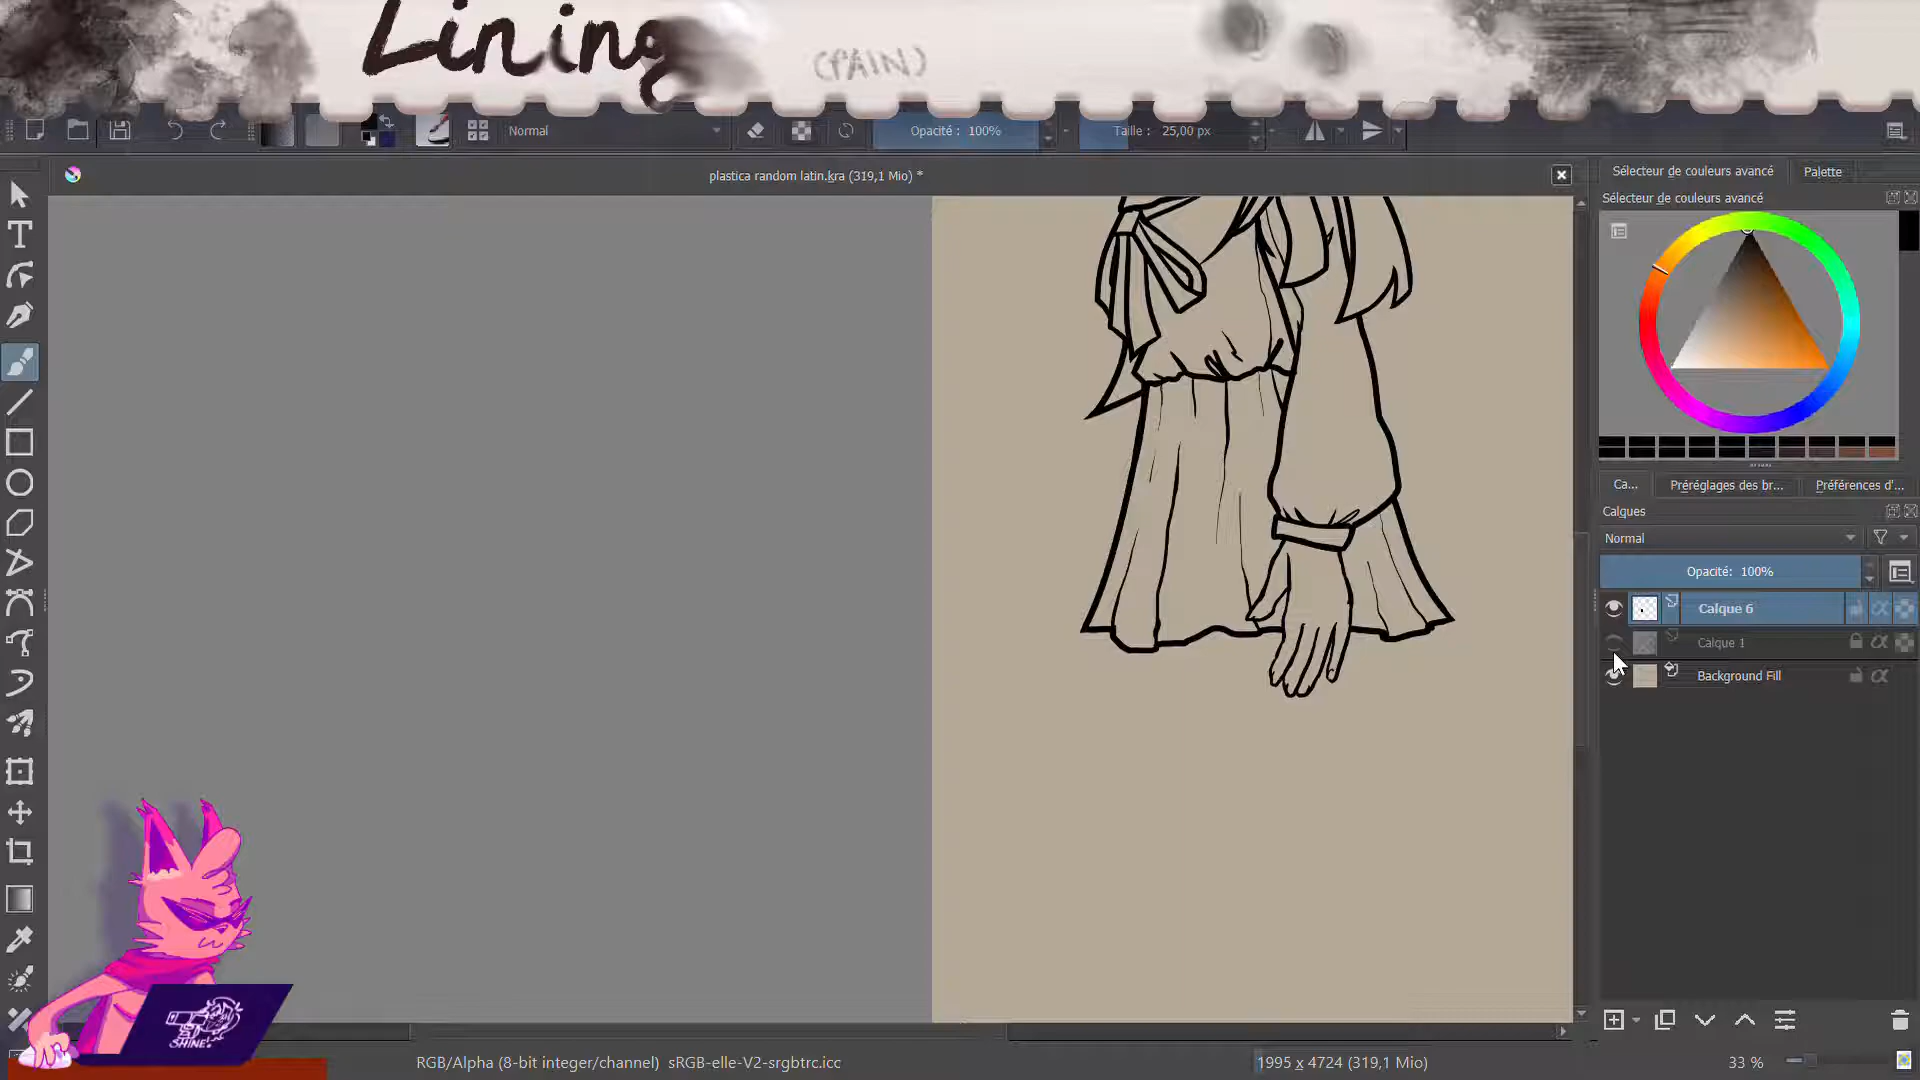 Lining
(PAIN)
Normal
Opacité : 100%
Taille : 25,00 px
plastica random latin.kra (319,1 Mio) *
Sélecteur de couleurs avancé
Palette
Sélecteur de couleurs avancé
Ca...
Préréglages des br...
Préférences d'...
Calques
Normal
Opacité: 100%
Calque 6
Calque 1
Background Fill
SHINE!
RGB/Alpha (8-bit integer/channel) sRGB-elle-V2-srgbtrc.icc
1995 x 4724 (319,1 Mio)
33 %